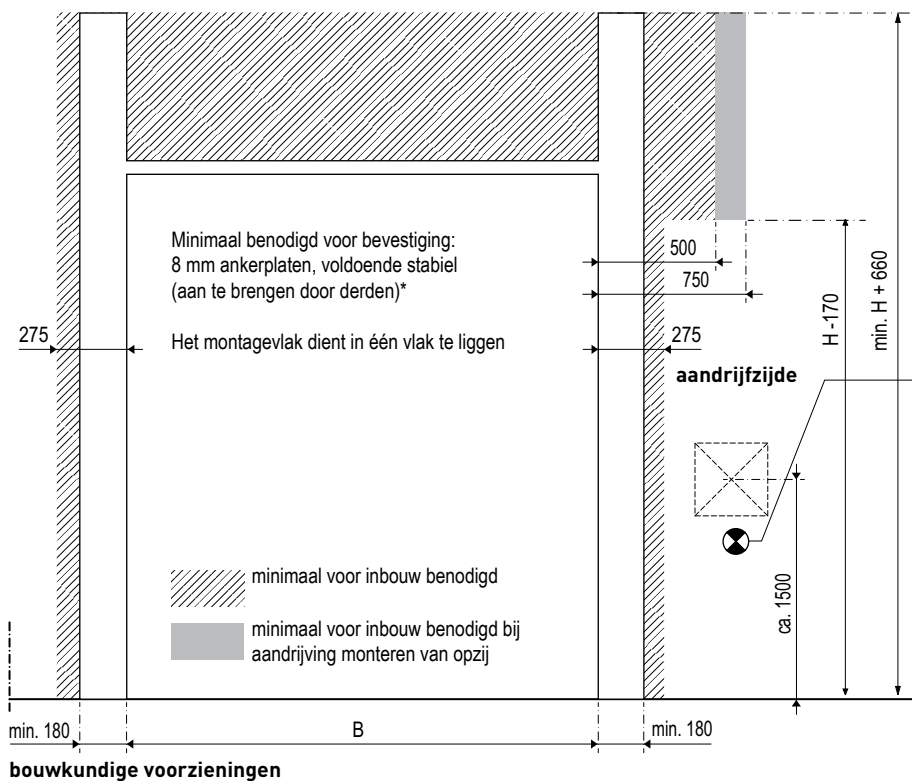 Minimaal benodigd voor bevestiging:
8 mm ankerplaten, voldoende stabiel
(aan te brengen door derden)*
500
750
275
Het montagevlak dient in één vlak te liggen
275
aandrijfzijde
H -170
min. H + 660
minimaal voor inbouw benodigd
minimaal voor inbouw benodigd bij
aandrijving monteren van opzij
ca. 1500
min. 180
B
min. 180
bouwkundige voorzieningen